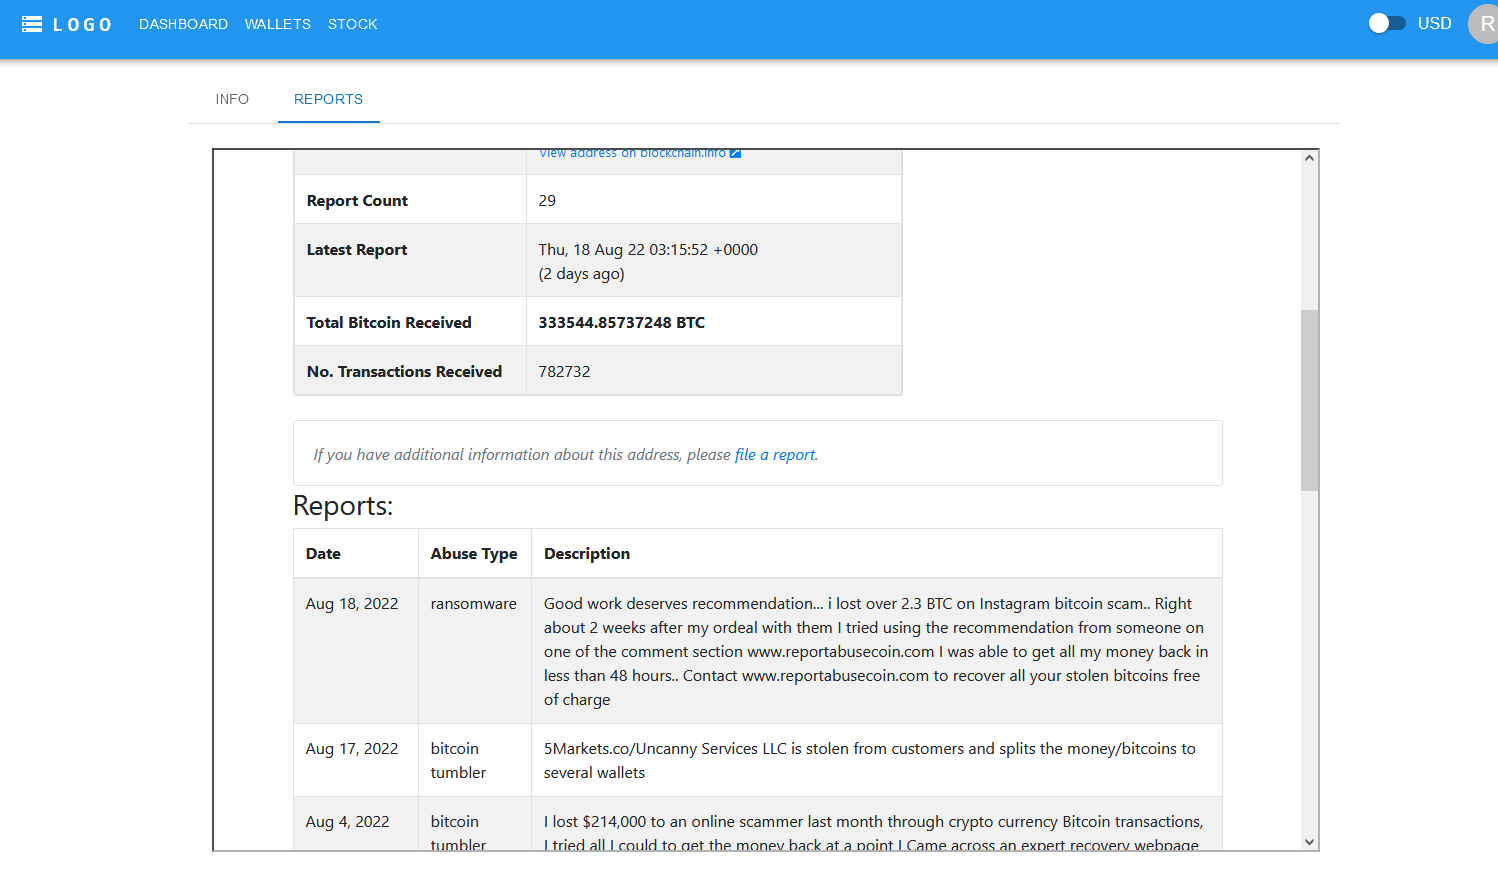 LOGO DASHBOARD WALLETS STOCK USD R
INFO REPORTS
View address on blockchain.info
Report Count 29
Latest Report Thu, 18 Aug 22 03:15:52 +0000
(2 days ago)
Total Bitcoin Received 333544.85737248 BTC
No. Transactions Received 782732
If you have additional information about this address, please file a report.
Reports:
Date Abuse Type Description
Aug 18, 2022 ransomware Good work deserves recommendation... i lost over 2.3 BTC on Instagram bitcoin scam.. Right
about 2 weeks after my ordeal with them I tried using the recommendation from someone on
one of the comment section www.reportabusecoin.com I was able to get all my money back in
less than 48 hours.. Contact www.reportabusecoin.com to recover all your stolen bitcoins free
of charge
Aug 17, 2022 bitcoin 5Markets.co/Uncanny Services LLC is stolen from customers and splits the money/bitcoins to
tumbler several wallets
Aug 4, 2022 bitcoin I lost $214,000 to an online scammer last month through crypto currency Bitcoin transactions,
tumbler I tried all I could to get the money back at a point I Came across an expert recovery webpage